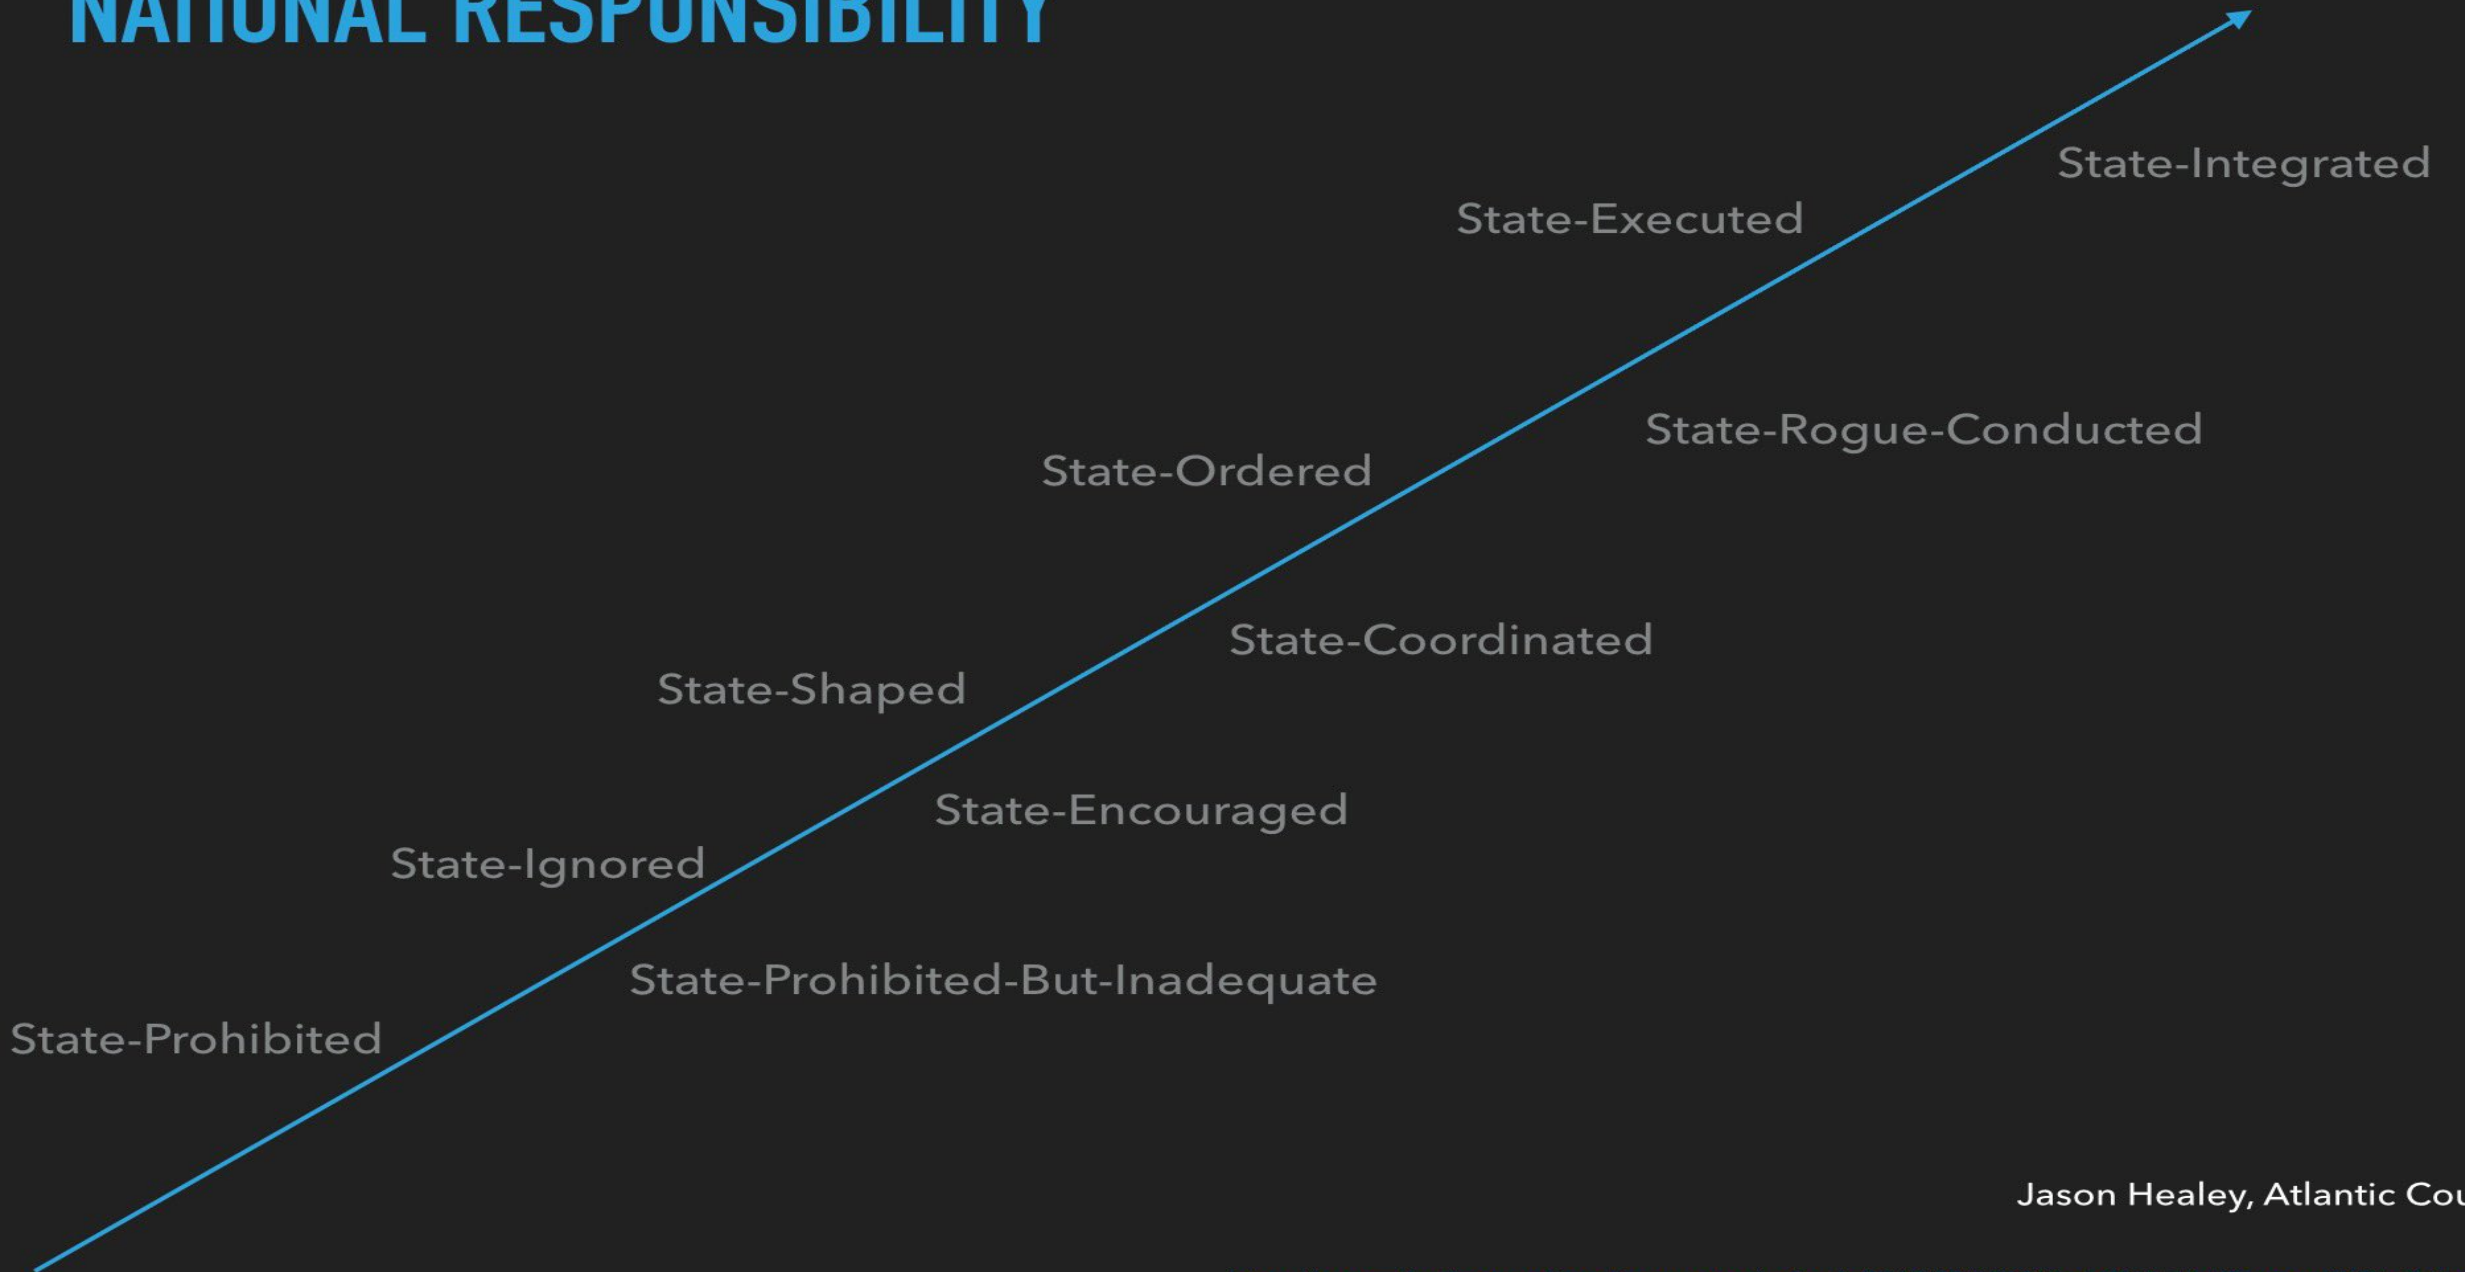 NATIONAL RESPONSIBILITY
State-Integrated
State-Executed
State-Rogue-Conducted
State-Ordered
State-Coordinated
State-Shaped
State-Encouraged
State-Ignored
State-Prohibited-But-Inadequate
State-Prohibited
Jason Healey, Atlantic Cou